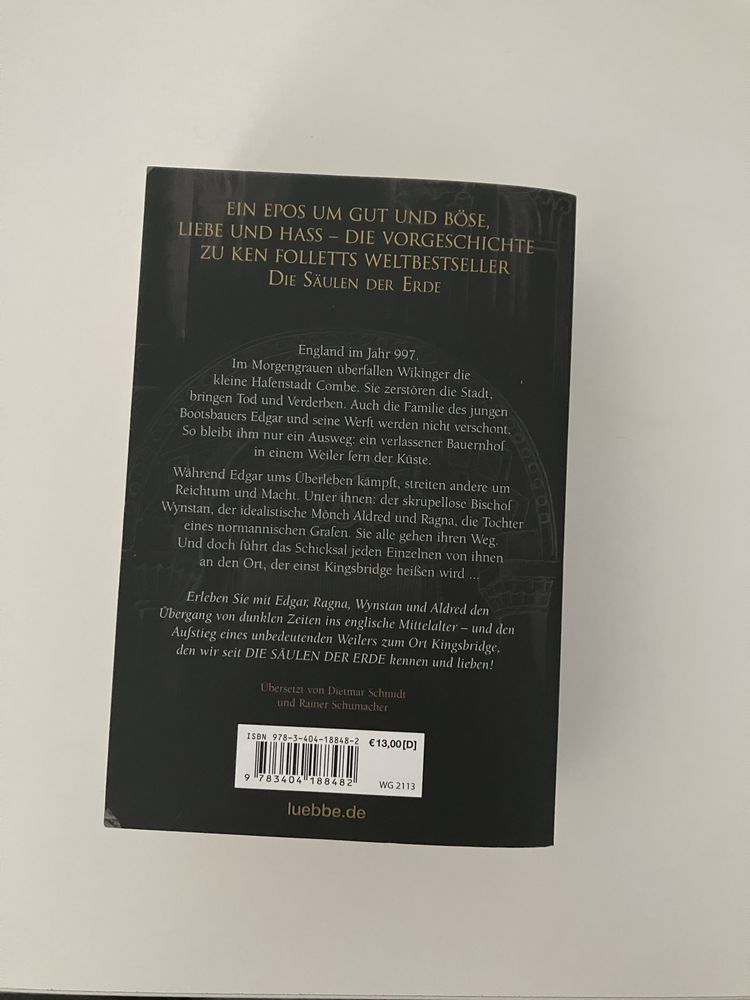 EIN EPOS UM GUT UND BÖSE,
LIEBE UND HASS – DIE VORGESCHICHTE
ZU KEN FOLLETTS WELTBESTSELLER
DIE SÄULEN DER ERDE
England im Jahr 997.
Im Morgengrauen überfallen Wikinger die
kleine Hafenstadt Combe. Sie zerstören die Stadt,
bringen Tod und Verderben. Auch die Familie des jungen
Bootsbauers Edgar und seine Werft werden nicht verschont.
So bleibt ihm nur ein Ausweg: ein verlassener Bauernhof
in einem Weiler fern der Küste.
Während Edgar ums Überleben kämpft, streiten andere um
Reichtum und Macht. Unter ihnen: der skrupellose Bischof
Wynstan, der idealistische Mönch Aldred und Ragna, die Tochter
eines normannischen Grafen. Sie alle gehen ihren Weg.
Und doch führt das Schicksal jeden Einzelnen von ihnen
an den Ort, der einst Kingsbridge heißen wird ...
Erleben Sie mit Edgar, Ragna, Wynstan und Aldred den
Übergang von dunklen Zeiten ins englische Mittelalter – und den
Aufstieg eines unbedeutenden Weilers zum Ort Kingsbridge,
den wir seit DIE SÄULEN DER ERDE kennen und lieben!
Übersetzt von Dietmar Schmidt
und Rainer Schumacher
ISBN 978-3-404-18848-2
€ 13,00 [D]
9 783404 188482
WG 2113
luebbe.de